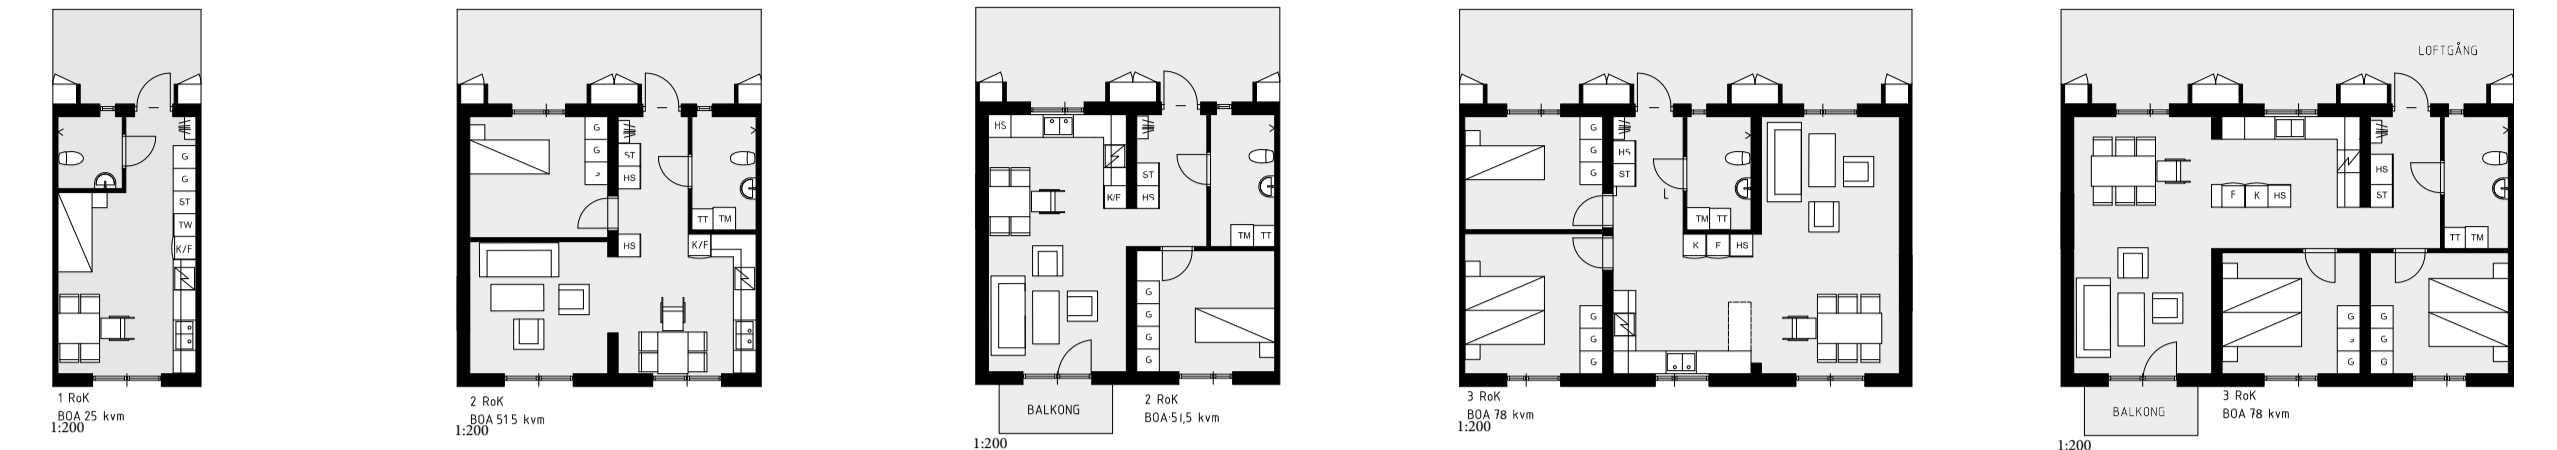 G
G
ST
TW
K/F
1 RoK
BOA 25 kvm
1:200
G
G
ST
HS
TT TM
HS
K/F
2 RoK
BOA 515 kvm
1:200
HS
ST
K/F
HS
TM TT
G
G
G
G
BALKONG
2 RoK
BOA 51,5 kvm
1:200
G
G
G
HS
ST
L
TM TT
K F HS
G
G
G
3 RoK
BOA 78 kvm
1:200
LOFTGÅNG
F K HS
HS
ST
TT TM
G
G
G
G
G
BALKONG
3 RoK
BOA 78 kvm
1:200